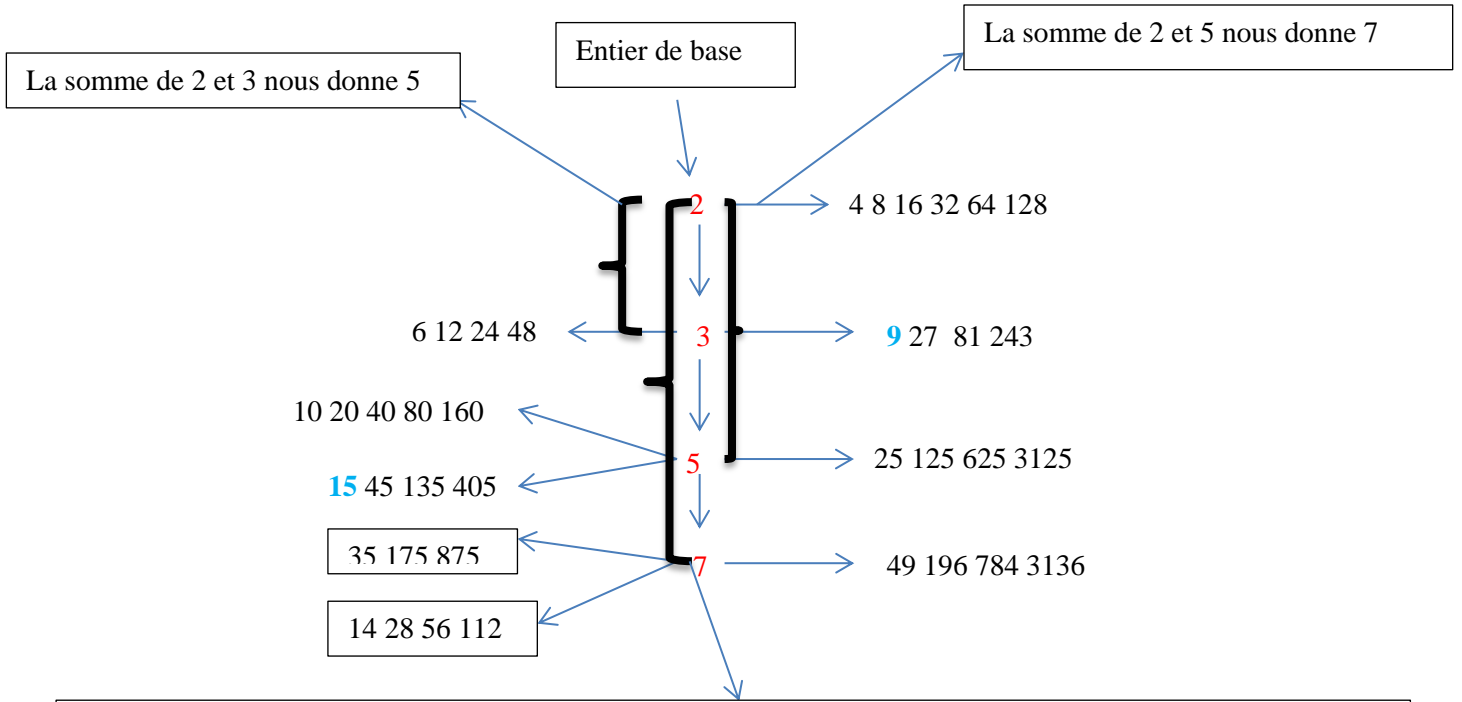 La somme de 2 et 5 nous donne 7
Entier de base
La somme de 2 et 3 nous donne 5
2
4 8 16 32 64 128
6 12 24 48
3
9 27 81 243
10 20 40 80 160
5
25 125 625 3125
15 45 135 405
35 175 875
7
49 196 784 3136
14 28 56 112